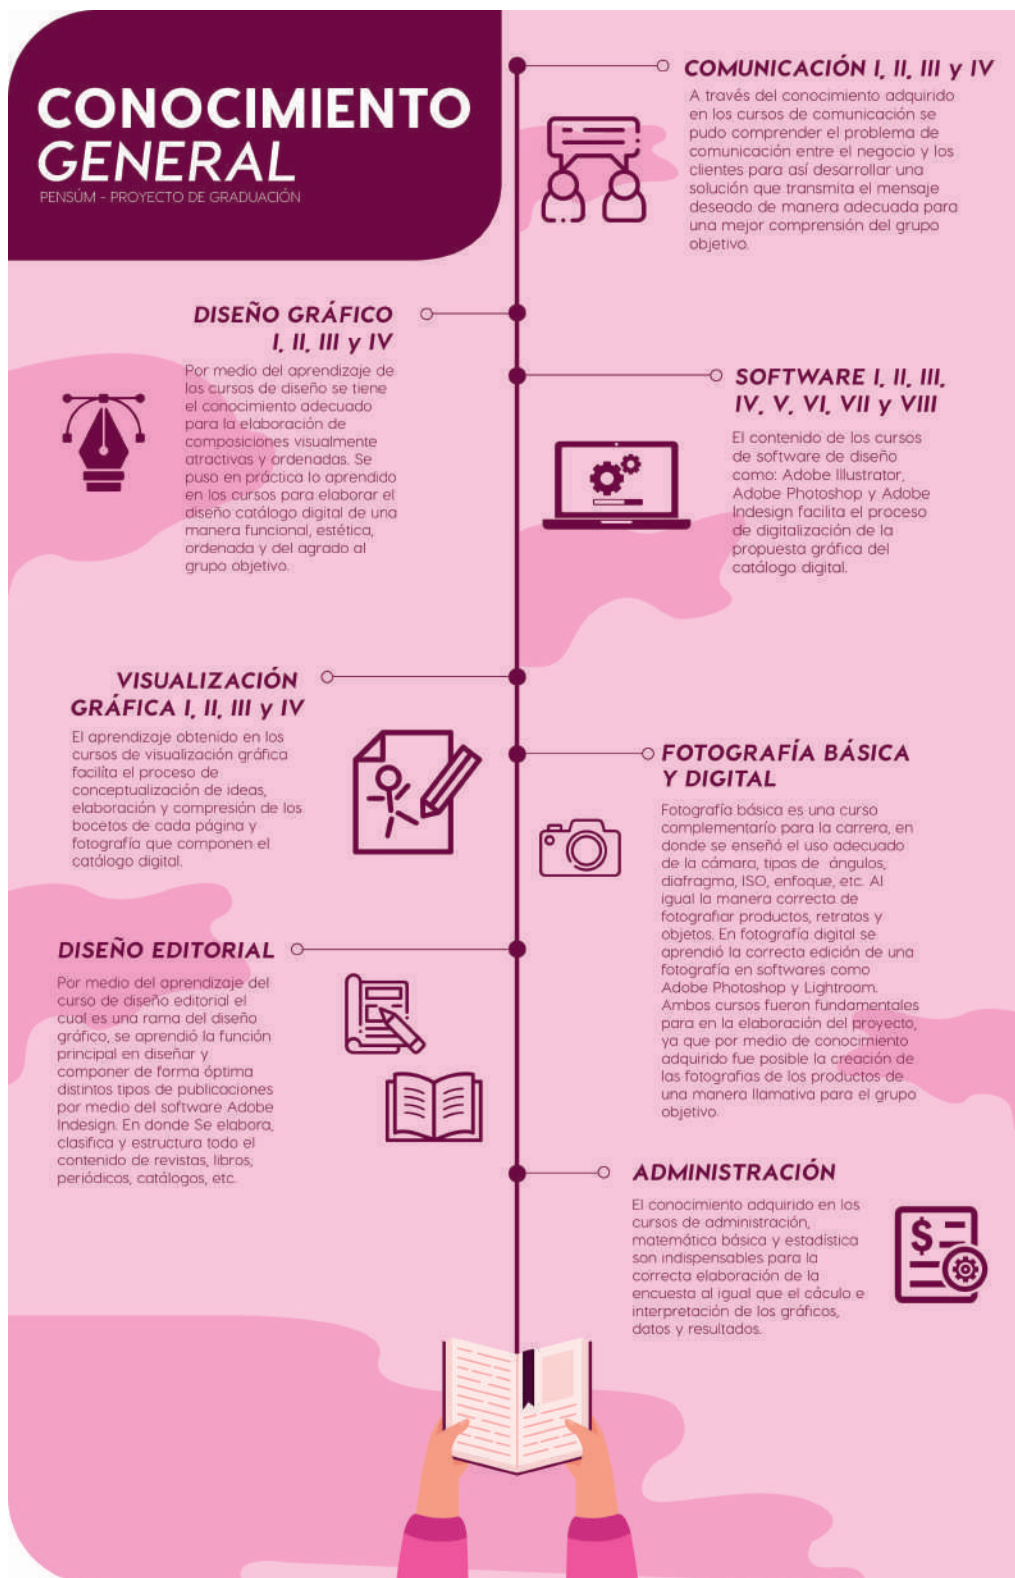 CONOCIMIENTO
GENERAL
PENSÚM - PROYECTO DE GRADUACIÓN
COMUNICACIÓN I, II, III y IV
A través del conocimiento adquirido
en los cursos de comunicación se
pudo comprender el problema de
comunicación entre el negocio y los
clientes para así desarrollar una
solución que transmita el mensaje
deseado de manera adecuada para
una mejor comprensión del grupo
objetivo.
DISEÑO GRÁFICO
I, II, III y IV
Por medio del aprendizaje de
los cursos de diseño se tiene
el conocimiento adecuado
para la elaboración de
composiciones visualmente
atractivas y ordenadas. Se
puso en práctica lo aprendido
en los cursos para elaborar el
diseño catálogo digital de una
manera funcional, estética,
ordenada y del agrado al
grupo objetivo.
SOFTWARE I, II, III,
IV, V, VI, VII y VIII
El contenido de los cursos
de software de diseño
como: Adobe Illustrator,
Adobe Photoshop y Adobe
Indesign facilita el proceso
de digitalización de la
propuesta gráfica del
catálogo digital.
VISUALIZACIÓN
GRÁFICA I, II, III y IV
El aprendizaje obtenido en los
cursos de visualización gráfica
facilíta el proceso de
conceptualización de ideas,
elaboración y compresión de los
bocetos de cada página y
fotografía que componen el
catálogo digital.
FOTOGRAFÍA BÁSICA
Y DIGITAL
Fotografía básica es una curso
complementarío para la carrera, en
donde se enseñó el uso adecuado
de la cámara, tipos de ángulos,
diafragma, ISO, enfoque, etc. Al
igual la manera correcta de
fotografiar productos, retratos y
objetos. En fotografía digital se
aprendió la correcta edición de una
fotografía en softwares como
Adobe Photoshop y Lightroom.
Ambos cursos fueron fundamentales
para en la elaboración del proyecto,
ya que por medio de conocimiento
adquirido fue posible la creación de
las fotografias de los productos de
una manera llamativa para el grupo
objetivo.
DISEÑO EDITORIAL
Por medio del aprendizaje del
curso de diseño editorial el
cual es una rama del diseño
gráfico, se aprendió la función
principal en diseñar y
componer de forma óptima
distintos tipos de publicaciones
por medio del software Adobe
Indesign. En donde Se elabora,
clasifica y estructura todo el
contenido de revistas, libros,
periódicos, catálogos, etc.
ADMINISTRACIÓN
El conocimiento adquirido en los
cursos de administración,
matemática básica y estadística
son indispensables para la
correcta elaboración de la
encuesta al igual que el cáculo e
interpretación de los gráficos,
datos y resultados.
$